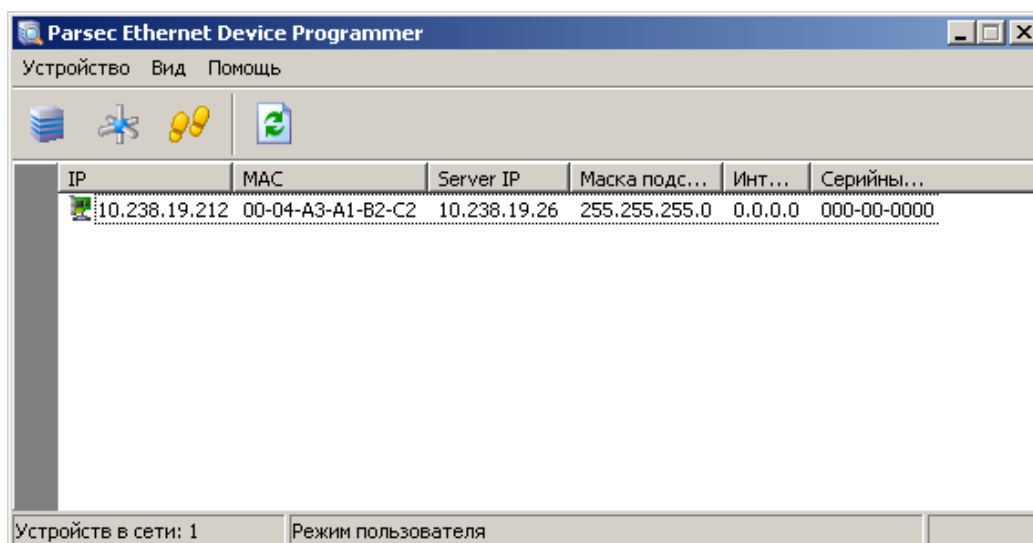 Parsec Ethernet Device Programmer
Устройство Вид Помощь
IP MAC Server IP Маска подс... Инт... Серийны...
10.238.19.212 00-04-A3-A1-B2-C2 10.238.19.26 255.255.255.0 0.0.0.0 000-00-0000
Устройств в сети: 1 Режим пользователя